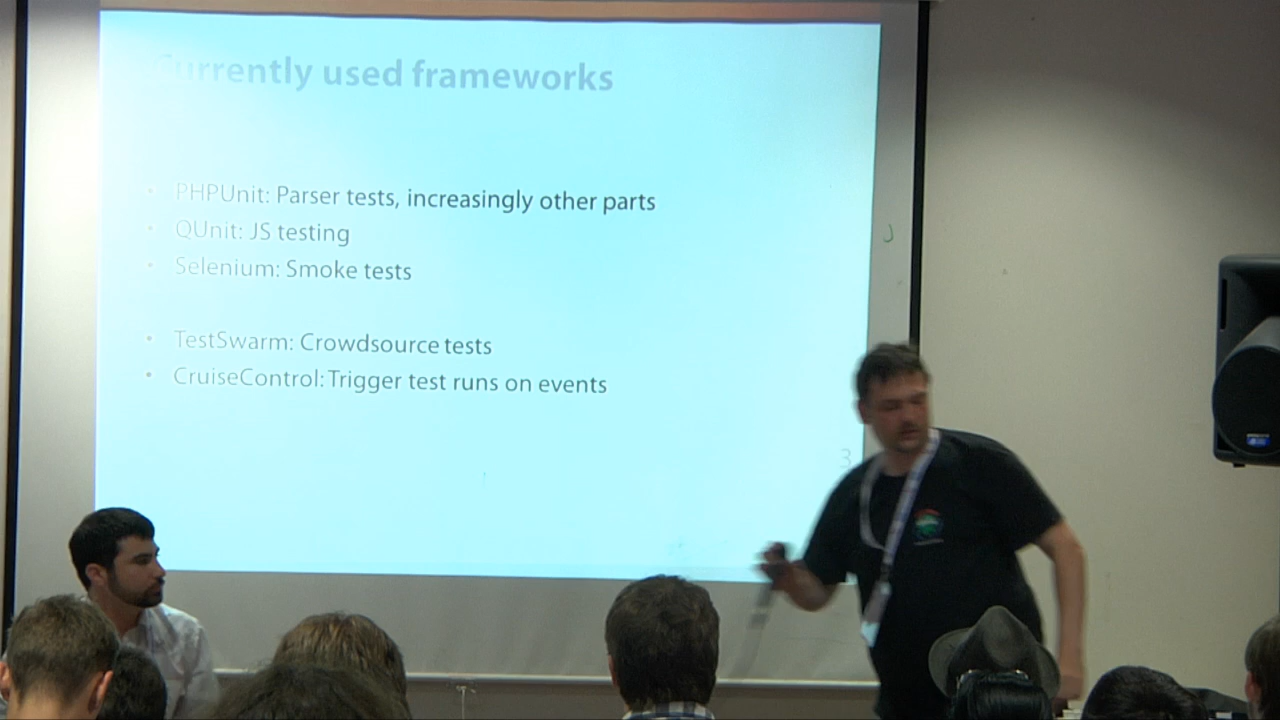 Currently used frameworks
• PHPUnit: Parser tests, increasingly other parts
• QUnit: JS testing
• Selenium: Smoke tests
• TestSwarm: Crowdsource tests
• CruiseControl: Trigger test runs on events
3